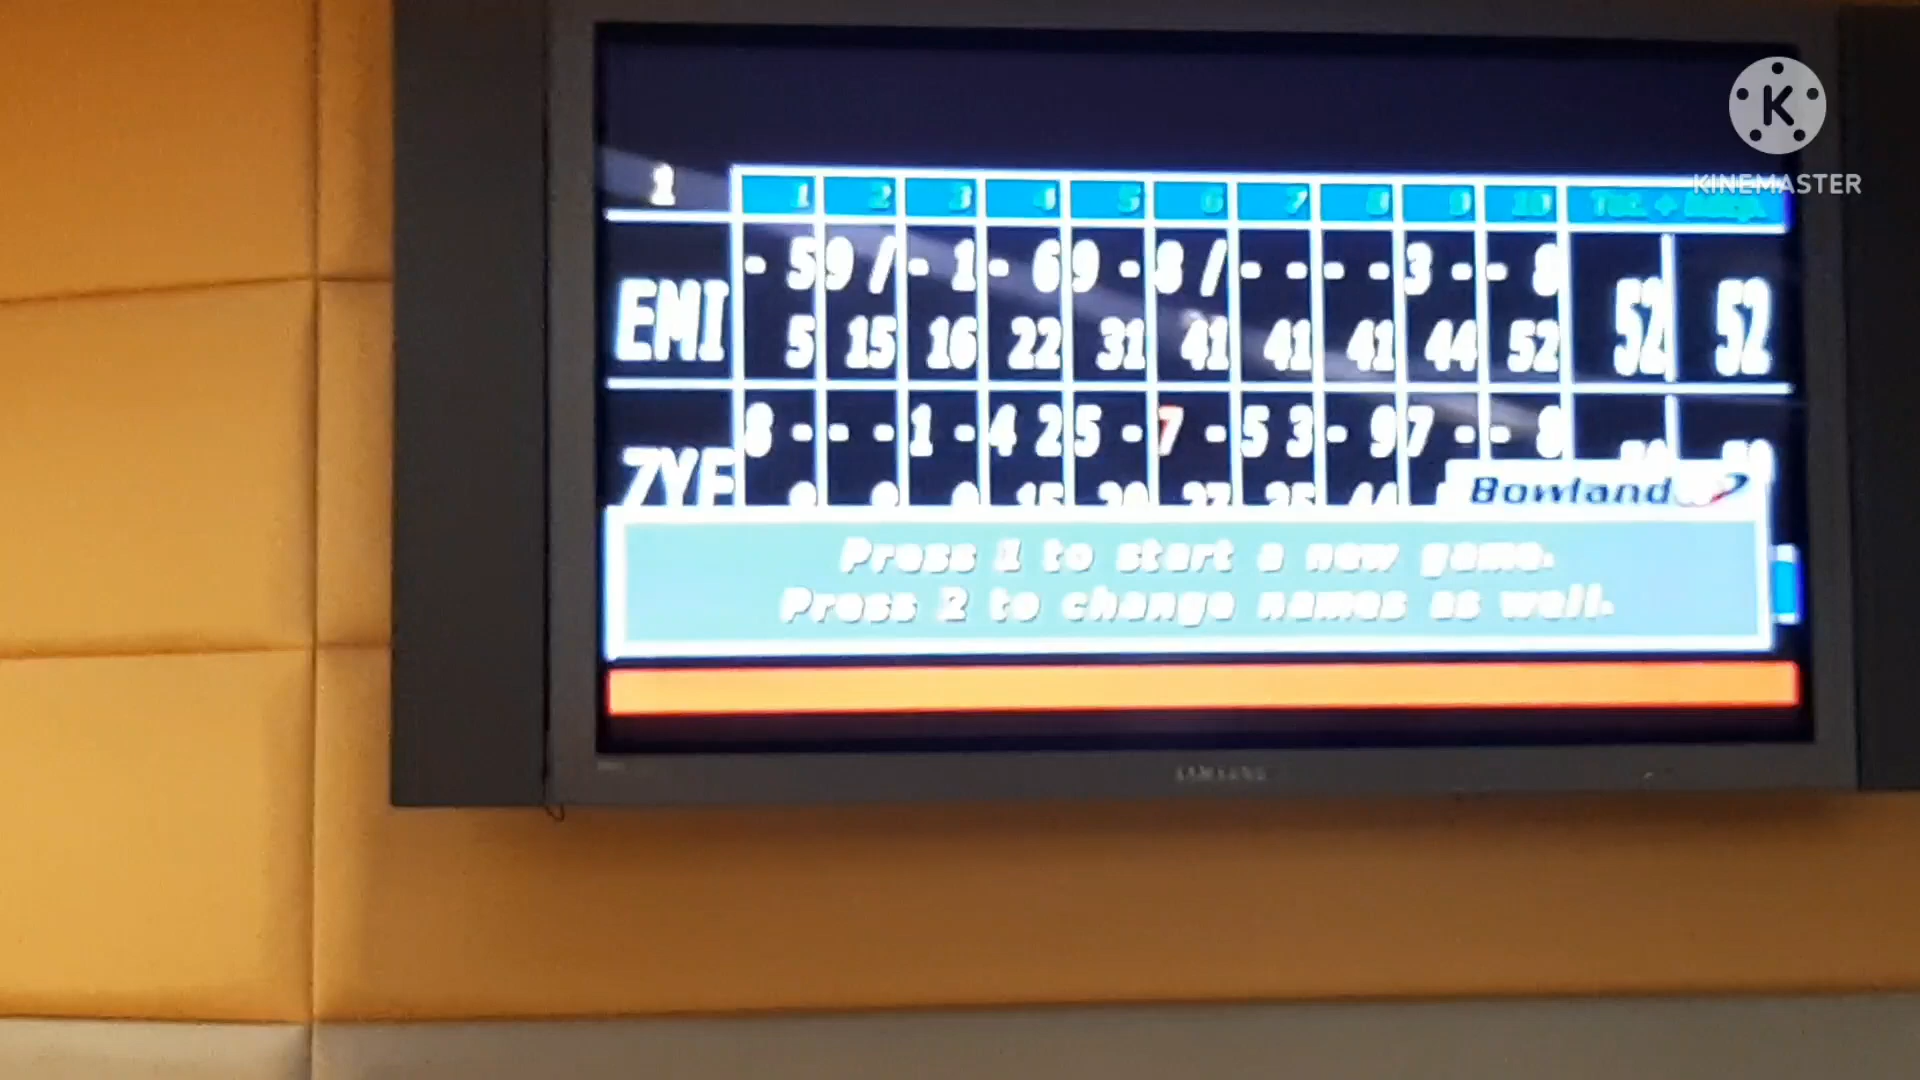 K
KINEMASTER
1 1 2 3 4 5 6 7 8 9 10 Tot. + Hdcp.
- 5 9 / - 1 - 6 9 - 8 / - - - - 3 - - 8
EMI 52 52
5 15 16 22 31 41 41 41 44 52
8 - - - 1 - 4 2 5 - 7 - 5 3 - 9 7 - - 8
Bowland
Press 1 to start a new game.
Press 2 to change names as well.
SAMSUNG